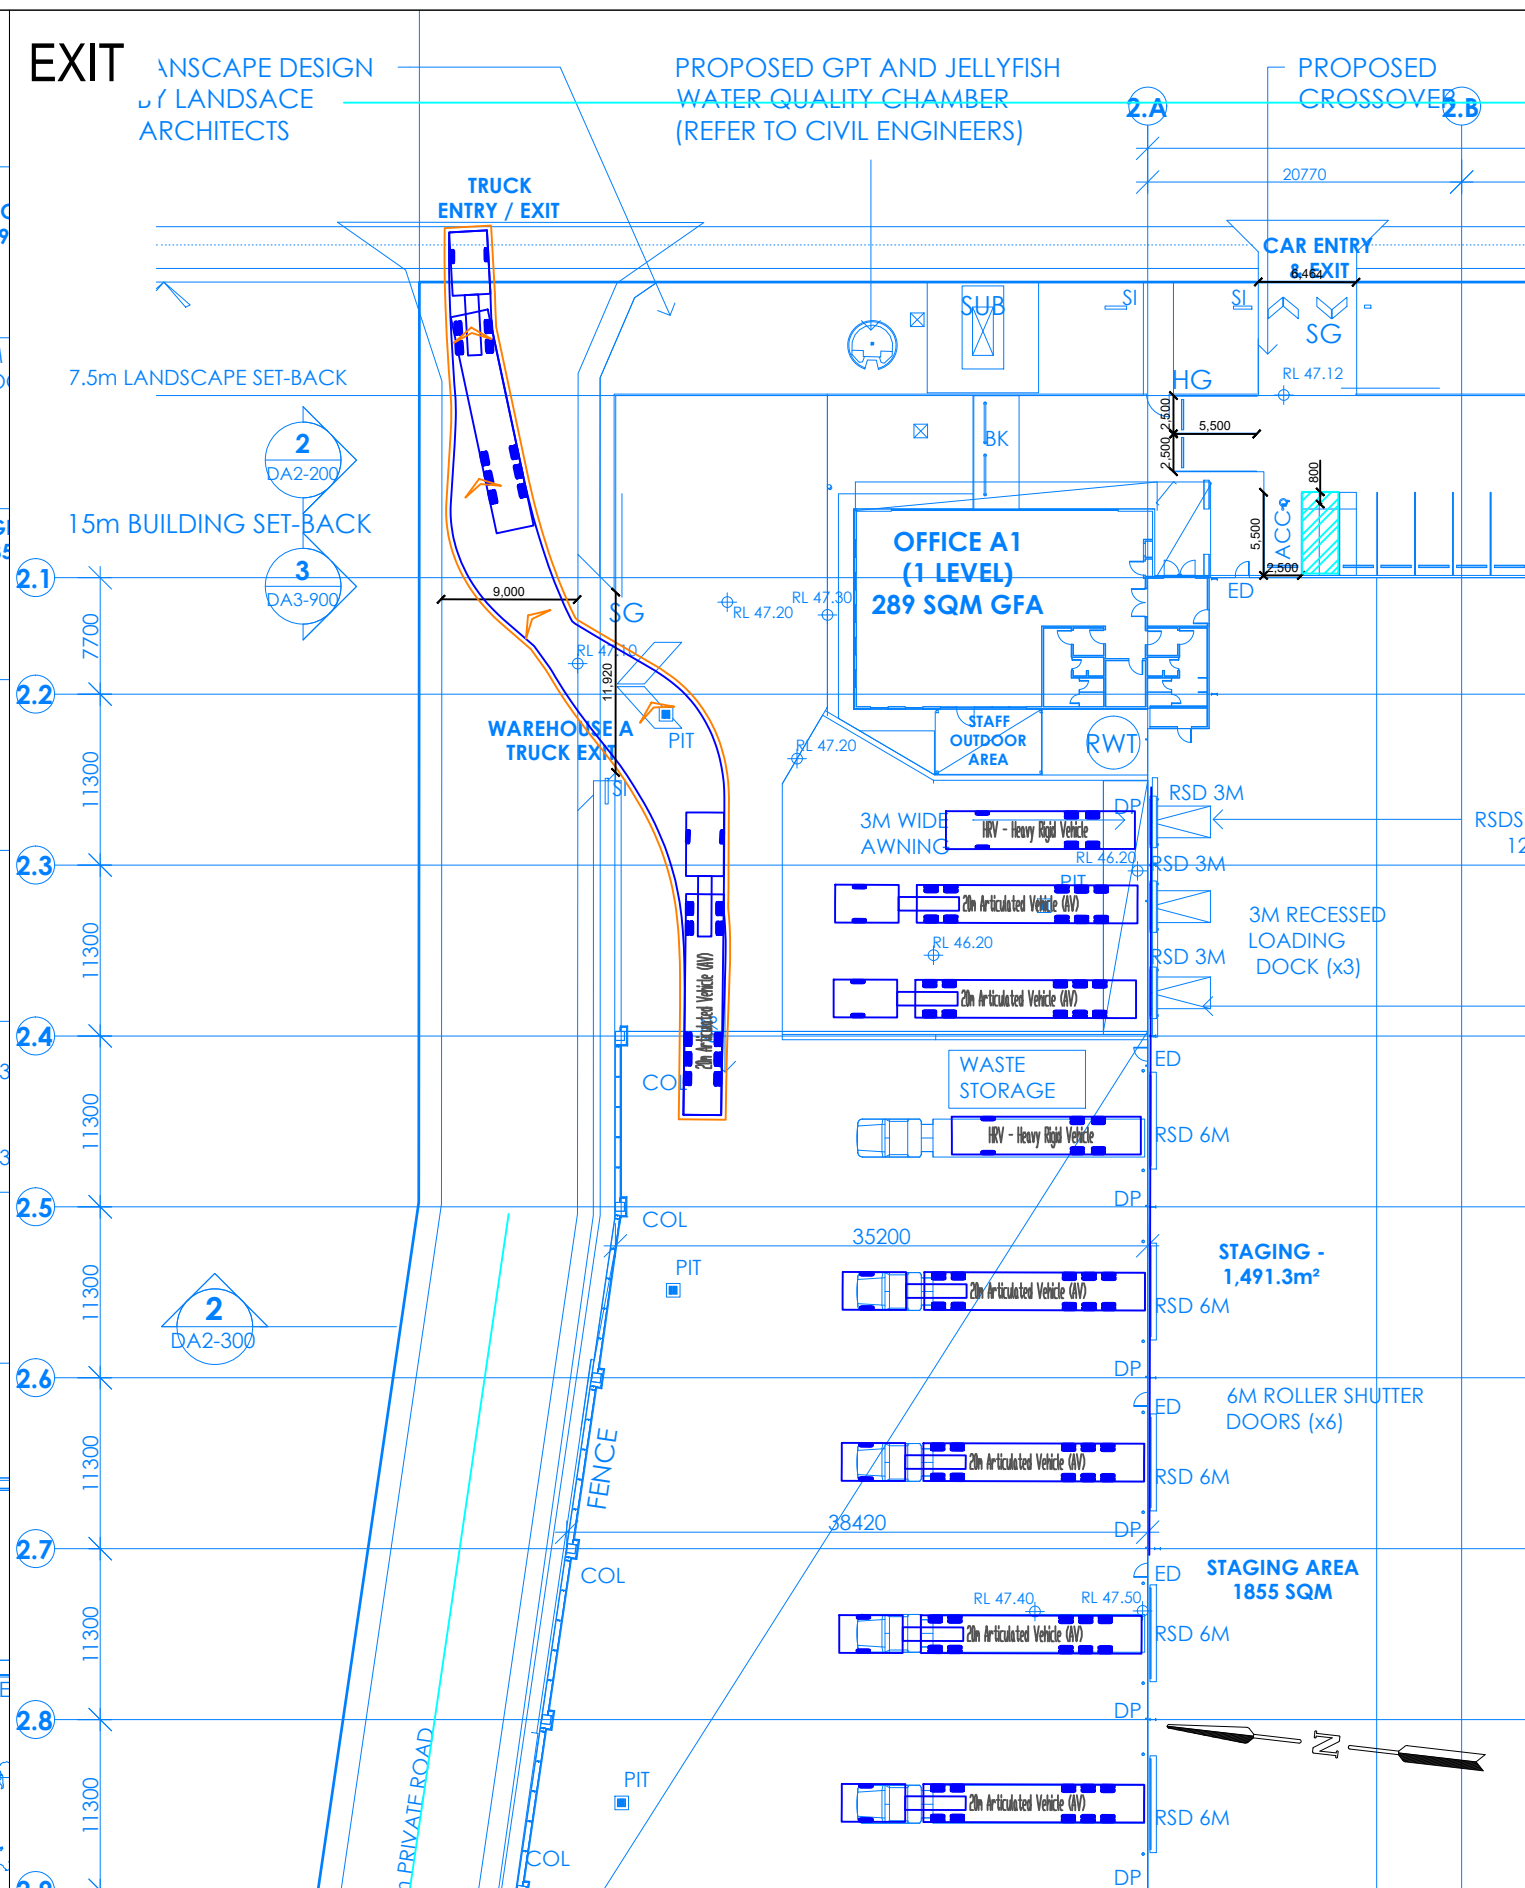 EXIT
ANSCAPE DESIGN
BY LANDSACE
ARCHITECTS
PROPOSED GPT AND JELLYFISH
WATER QUALITY CHAMBER
(REFER TO CIVIL ENGINEERS)
PROPOSED
CROSSOVER
2.A
2.B
20770
TRUCK
ENTRY / EXIT
CAR ENTRY
& EXIT
6,464
SI
SI
SUB
SG
7.5m LANDSCAPE SET-BACK
HG
RL 47.12
2,500
2,500
5,500
BK
2
DA2-200
15m BUILDING SET-BACK
3
DA3-900
OFFICE A1
(1 LEVEL)
289 SQM GFA
800
ACC
5,500
2,500
ED
2.1
9,000
SG
RL 47.20
RL 47.30
7700
RL 47.10
11,920
2.2
WAREHOUSE A
TRUCK EXIT
PIT
RL 47.20
STAFF
OUTDOOR
AREA
RWT
11300
SI
DP
RSD 3M
3M WIDE
AWNING
HRV - Heavy Rigid Vehicle
RSDS
12
2.3
RL 46.20
RSD 3M
PIT
20m Articulated Vehicle (AV)
3M RECESSED
LOADING
DOCK (x3)
11300
RL 46.20
RSD 3M
20m Articulated Vehicle (AV)
20m Articulated Vehicle (AV)
2.4
ED
COL
WASTE
STORAGE
11300
HRV - Heavy Rigid Vehicle
RSD 6M
2.5
COL
DP
35200
STAGING -
1,491.3m²
11300
PIT
20m Articulated Vehicle (AV)
RSD 6M
2
DA2-300
2.6
DP
ED
6M ROLLER SHUTTER
DOORS (x6)
11300
FENCE
20m Articulated Vehicle (AV)
RSD 6M
38420
DP
2.7
COL
ED
STAGING AREA
1855 SQM
RL 47.40
RL 47.50
11300
20m Articulated Vehicle (AV)
RSD 6M
2.8
DP
N
PRIVATE ROAD
11300
PIT
20m Articulated Vehicle (AV)
RSD 6M
COL
DP
2.9